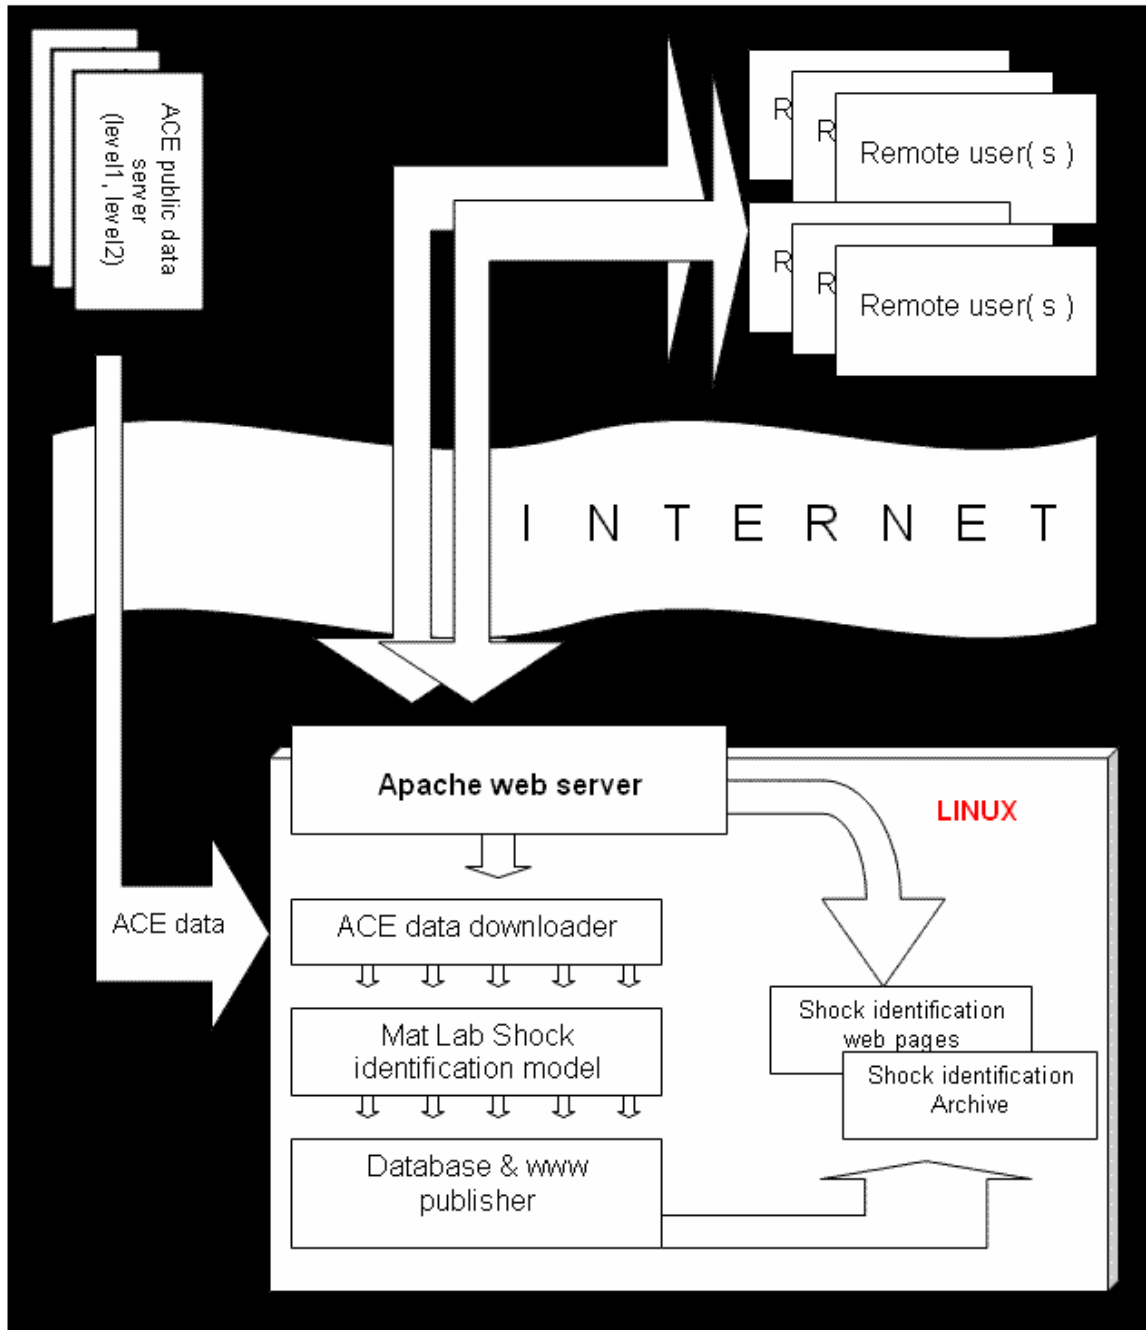 ACE public data
server
(level1, level2)
R
R
Remote user( s )
R
R
Remote user( s )
I N T E R N E T
Apache web server
LINUX
ACE data
ACE data downloader
Mat Lab Shock
identification model
Database & www
publisher
Shock identification
web pages
Shock identification
Archive